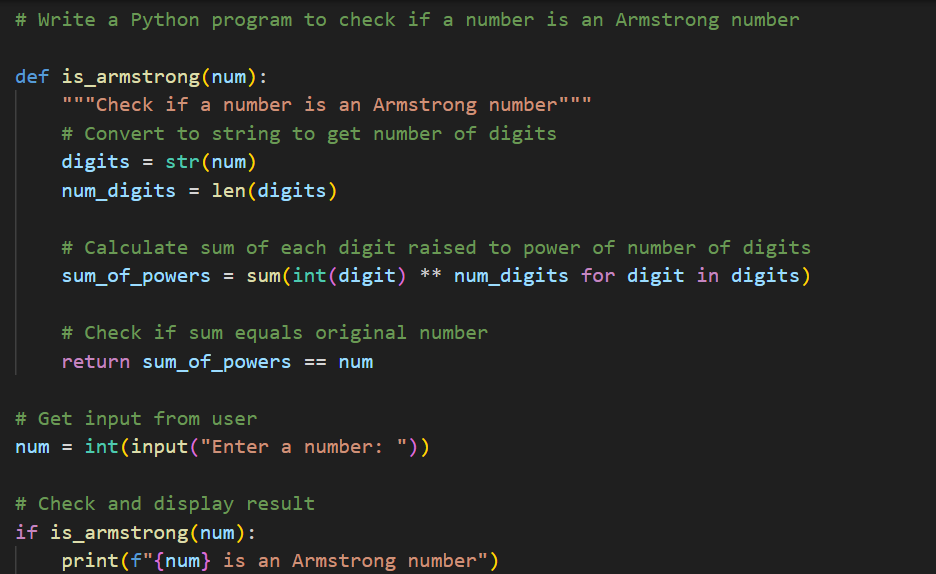 # Write a Python program to check if a number is an Armstrong number

def is_armstrong(num):
    """Check if a number is an Armstrong number"""
    # Convert to string to get number of digits
    digits = str(num)
    num_digits = len(digits)

    # Calculate sum of each digit raised to power of number of digits
    sum_of_powers = sum(int(digit) ** num_digits for digit in digits)

    # Check if sum equals original number
    return sum_of_powers == num

# Get input from user
num = int(input("Enter a number: "))

# Check and display result
if is_armstrong(num):
    print(f"{num} is an Armstrong number")